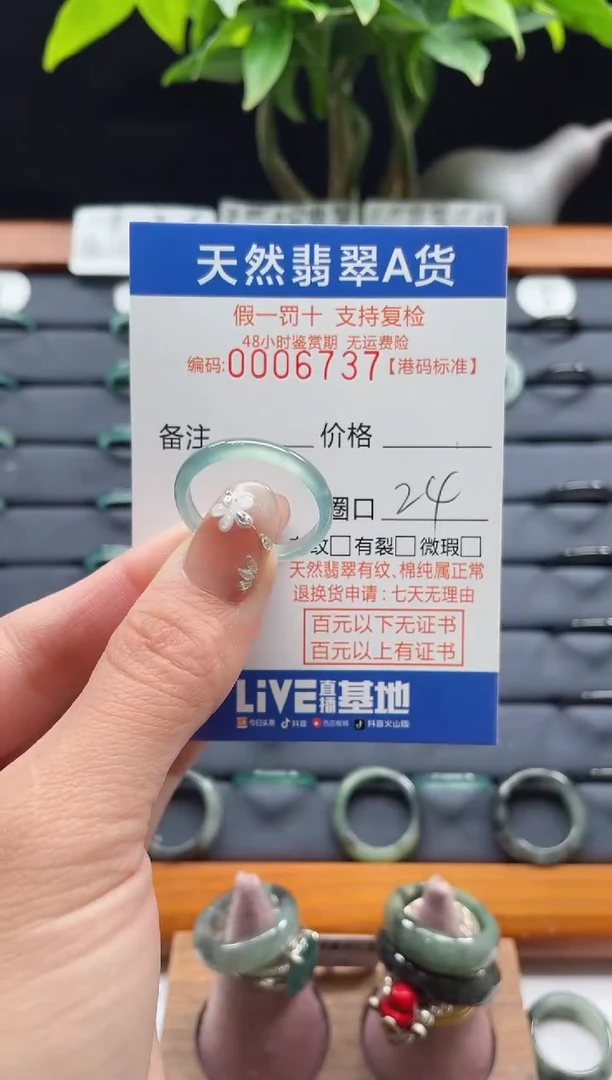 天然翡翠A货
假一罚十 支持复检
48小时鉴赏期 无运费险
编码:0006737【港码标准】
备注 价格
圈口 24
纹□有裂□微瑕□
天然翡翠有纹、棉纯属正常
退换货申请:七天无理由
百元以下无证书
百元以上有证书
LiVE直播基地
今日头条 抖音 西瓜视频 抖音火山版